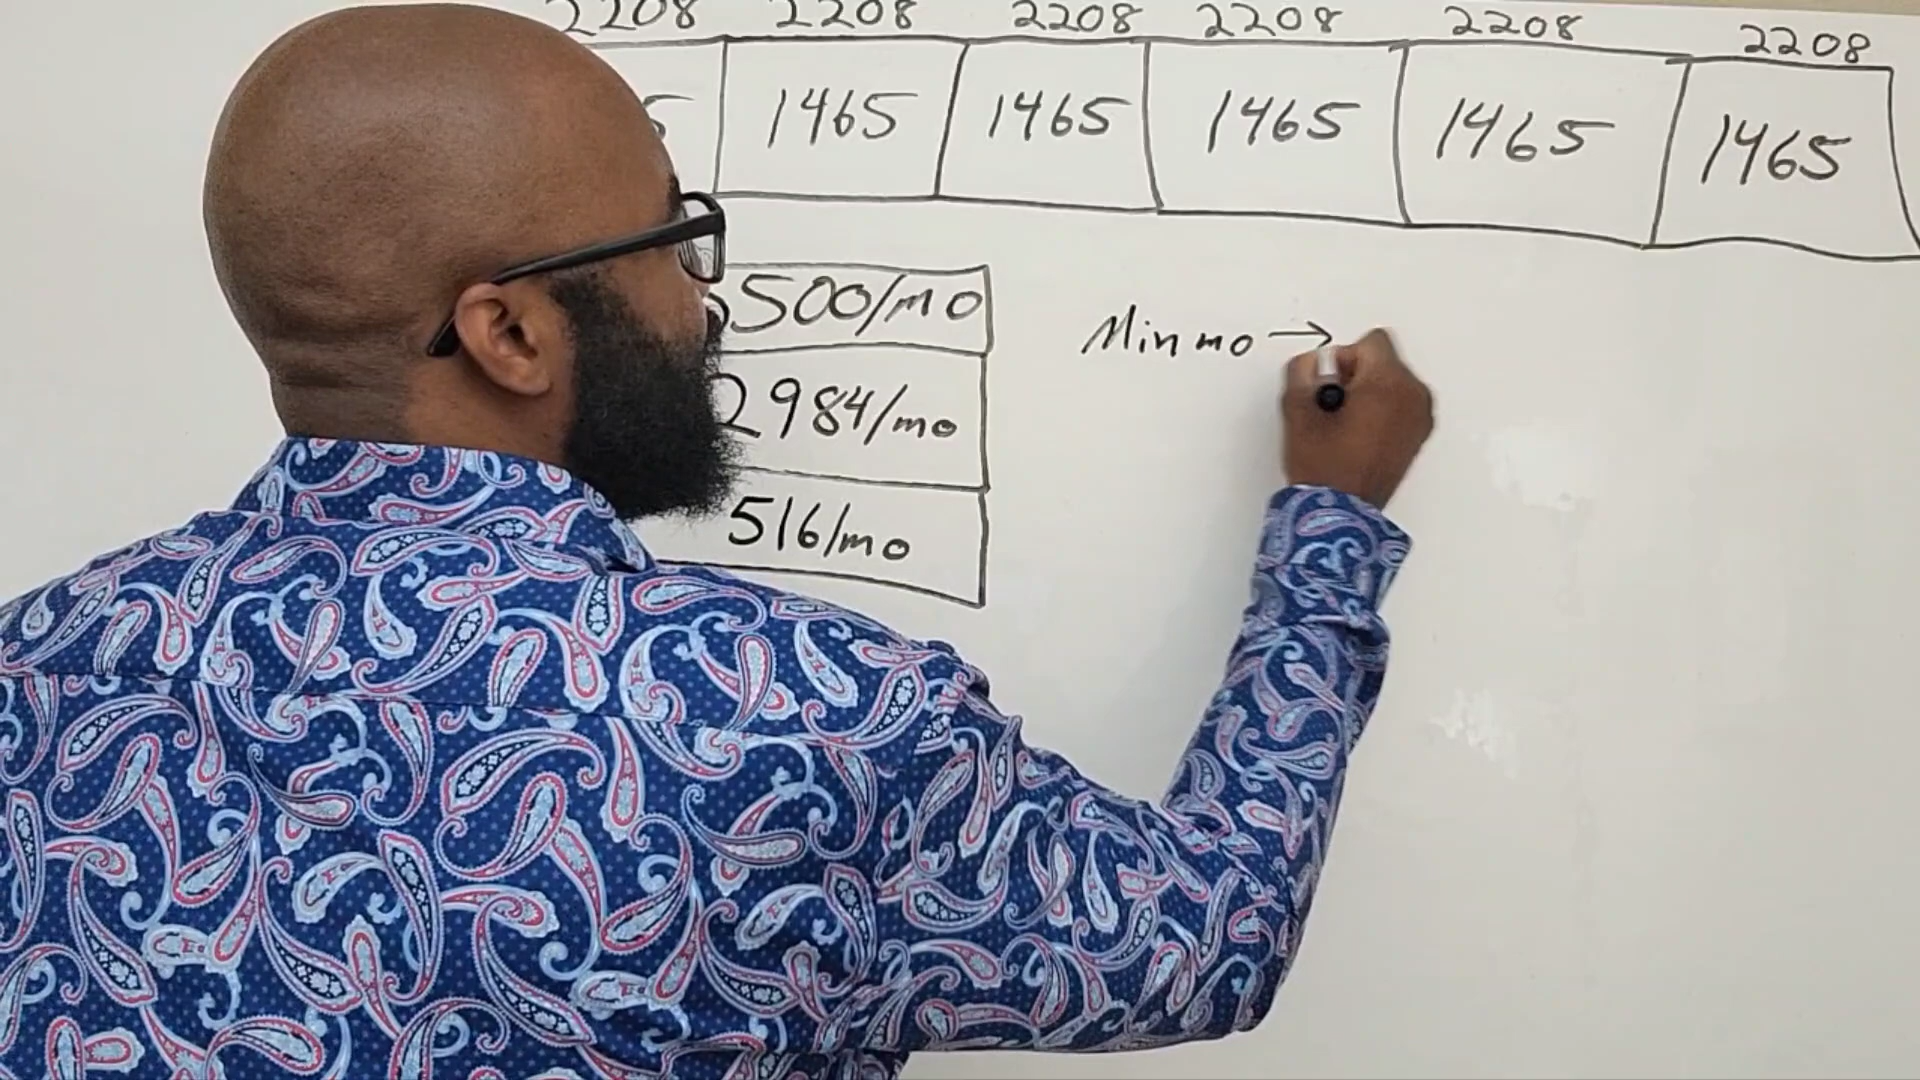 2208 2208 2208 2208 2208 2208
5 1465 1465 1465 1465 1465
500/mo
2984/mo
516/mo
Min mo →